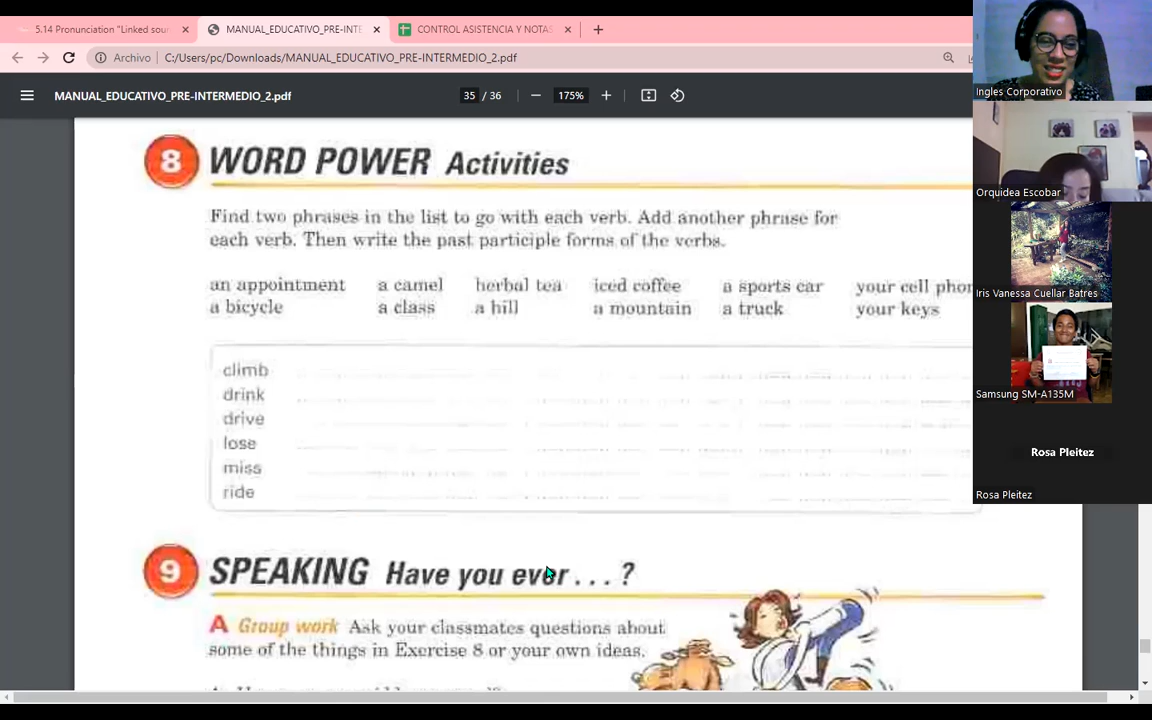 5.14 Pronunciation "Linked sour
MANUAL_EDUCATIVO_PRE-INTE
CONTROL ASISTENCIA Y NOTAS
Archivo
C:/Users/pc/Downloads/MANUAL_EDUCATIVO_PRE-INTERMEDIO_2.pdf
MANUAL_EDUCATIVO_PRE-INTERMEDIO_2.pdf
35 / 36
175%
8 WORD POWER Activities
Find two phrases in the list to go with each verb. Add another phrase for
each verb. Then write the past participle forms of the verbs.
an appointment a camel herbal tea iced coffee a sports car your cell phon
a bicycle a class a hill a mountain a truck your keys
climb
drink
drive
lose
miss
ride
9 SPEAKING Have you ever . . . ?
A Group work Ask your classmates questions about
some of the things in Exercise 8 or your own ideas.
Ingles Corporativo
Orquidea Escobar
Iris Vanessa Cuellar Batres
Samsung SM-A135M
Rosa Pleitez
Rosa Pleitez